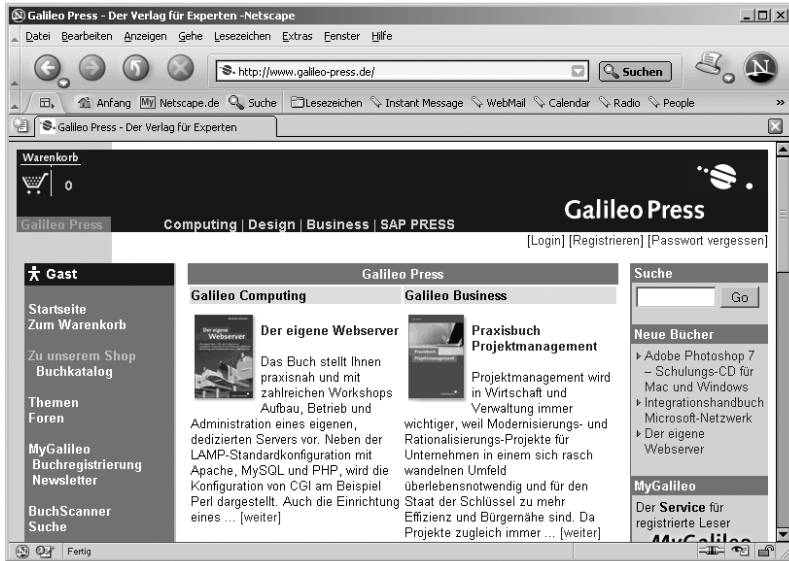 Galileo Press - Der Verlag für Experten -Netscape
Datei Bearbeiten Anzeigen Gehe Lesezeichen Extras Fenster Hilfe
http://www.galileo-press.de/
Suchen
Anfang My Netscape.de Suche Lesezeichen Instant Message WebMail Calendar Radio People »
Galileo Press - Der Verlag für Experten
Warenkorb
0
Galileo Press
Computing | Design | Business | SAP PRESS
Galileo Press
[Login] [Registrieren] [Passwort vergessen]
Gast
Startseite
Zum Warenkorb
Zu unserem Shop
Buchkatalog
Themen
Foren
MyGalileo
Buchregistrierung
Newsletter
BuchScanner
Suche
Galileo Press
Galileo Computing
Der eigene
Webserver
Der eigene Webserver
Das Buch stellt Ihnen
praxisnah und mit
zahlreichen Workshops
Aufbau, Betrieb und
Administration eines eigenen,
dedizierten Servers vor. Neben der
LAMP-Standardkonfiguration mit
Apache, MySQL und PHP, wird die
Konfiguration von CGI am Beispiel
Perl dargestellt. Auch die Einrichtung
eines ... [weiter]
Galileo Business
Praxisbuch
Projektmanagement
Praxisbuch
Projektmanagement
Projektmanagement wird
in Wirtschaft und
Verwaltung immer
wichtiger, weil Modernisierungs- und
Rationalisierungs-Projekte für
Unternehmen in einem sich rasch
wandelnen Umfeld
überlebensnotwendig und für den
Staat der Schlüssel zu mehr
Effizienz und Bürgernähe sind. Da
Projekte zugleich immer ... [weiter]
Suche
Go
Neue Bücher
Adobe Photoshop 7
– Schulungs-CD für
Mac und Windows
Integrationshandbuch
Microsoft-Netzwerk
Der eigene
Webserver
MyGalileo
Der Service für
registrierte Leser
MyGalileo
Fertig